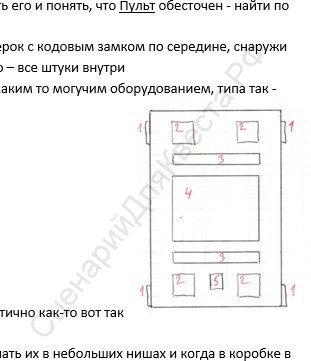 ть его и понять, что Пульт обесточен - найти по
ерок с кодовым замком по середине, снаружи
о – все штуки внутри
каким то могучим оборудованием, типа так -
1 2 2 1
3
4
3
1 2 5 2 1
тично как-то вот так
ать их в небольших нишах и когда в коробке в
СценарийДляКвеста.Рф